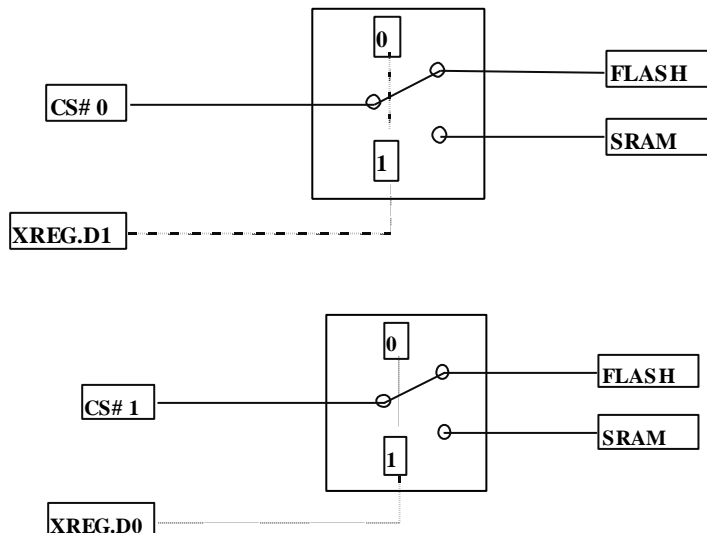 0
FLASH
CS# 0
SRAM
1
XREG.D1
0
FLASH
CS# 1
SRAM
1
XREG.D0